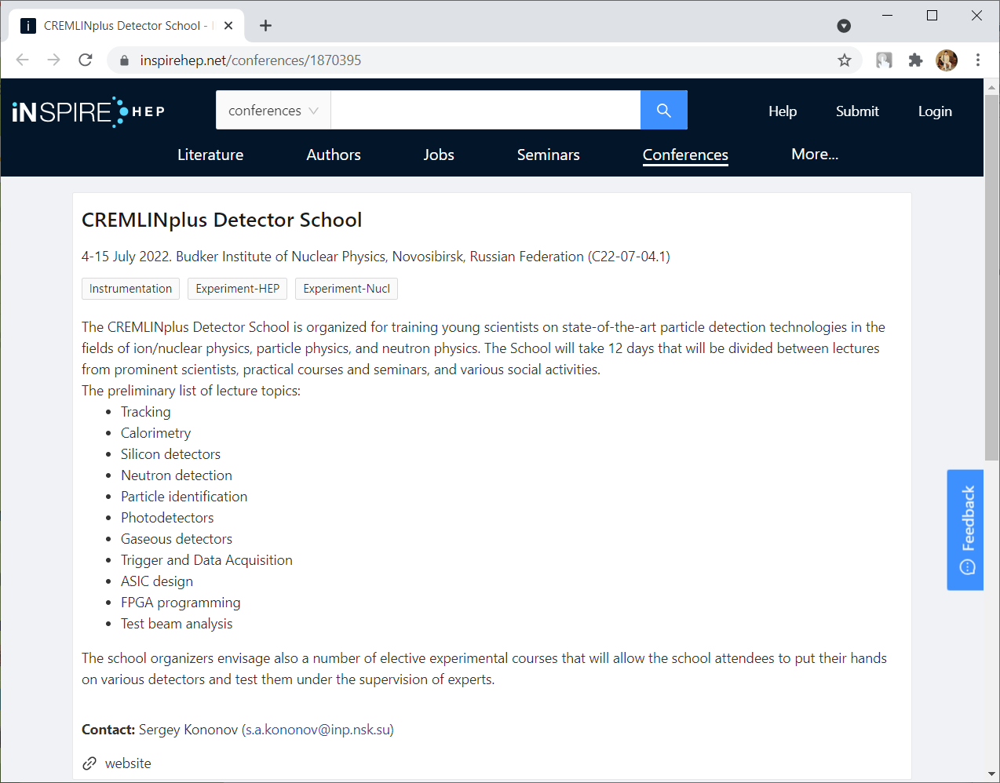 CREMLINplus Detector School -
inspirehep.net/conferences/1870395
iNSPIRE HEP
conferences
Help
Submit
Login
Literature
Authors
Jobs
Seminars
Conferences
More...
CREMLINplus Detector School
4-15 July 2022. Budker Institute of Nuclear Physics, Novosibirsk, Russian Federation (C22-07-04.1)
Instrumentation
Experiment-HEP
Experiment-Nucl
The CREMLINplus Detector School is organized for training young scientists on state-of-the-art particle detection technologies in the
fields of ion/nuclear physics, particle physics, and neutron physics. The School will take 12 days that will be divided between lectures
from prominent scientists, practical courses and seminars, and various social activities.
The preliminary list of lecture topics:
• Tracking
• Calorimetry
• Silicon detectors
• Neutron detection
• Particle identification
• Photodetectors
• Gaseous detectors
• Trigger and Data Acquisition
• ASIC design
• FPGA programming
• Test beam analysis
Feedback
The school organizers envisage also a number of elective experimental courses that will allow the school attendees to put their hands
on various detectors and test them under the supervision of experts.
Contact: Sergey Kononov (s.a.kononov@inp.nsk.su)
website